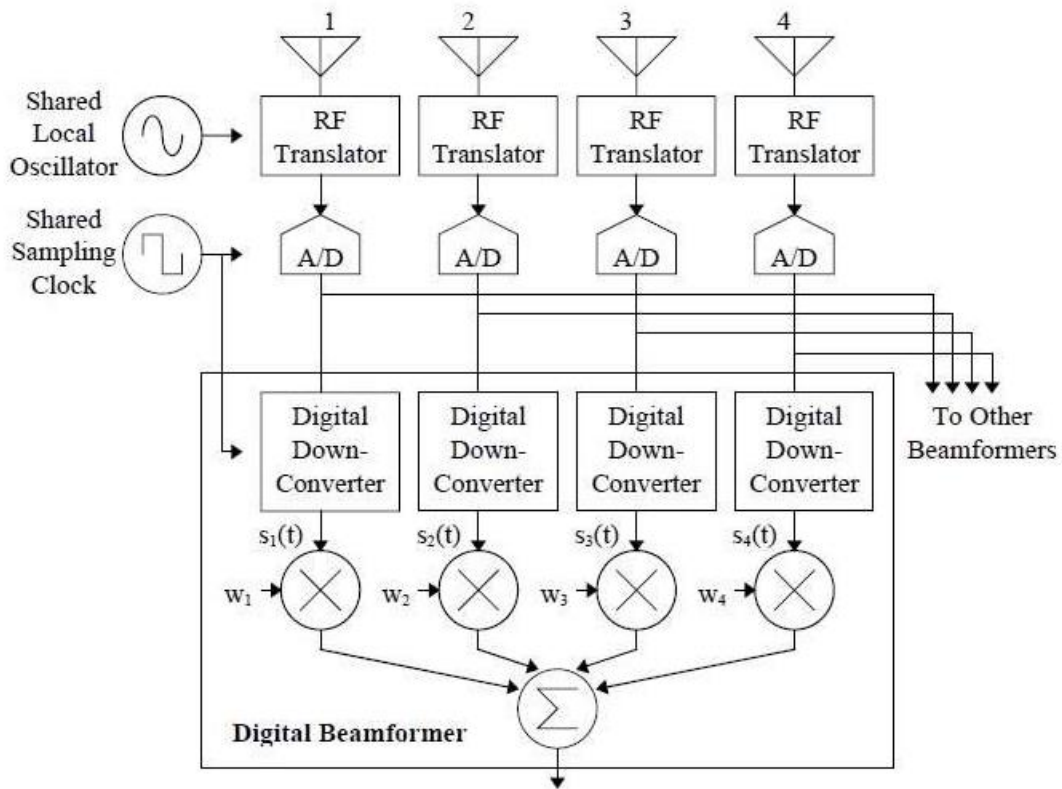 1 2 3 4
Shared
Local
Oscillator
RF
Translator
RF
Translator
RF
Translator
RF
Translator
Shared
Sampling
Clock
A/D A/D A/D A/D
To Other
Beamformers
Digital
Down-
Converter
Digital
Down-
Converter
Digital
Down-
Converter
Digital
Down-
Converter
s₁(t) s₂(t) s₃(t) s₄(t)
w₁ w₂ w₃ w₄
Σ
Digital Beamformer